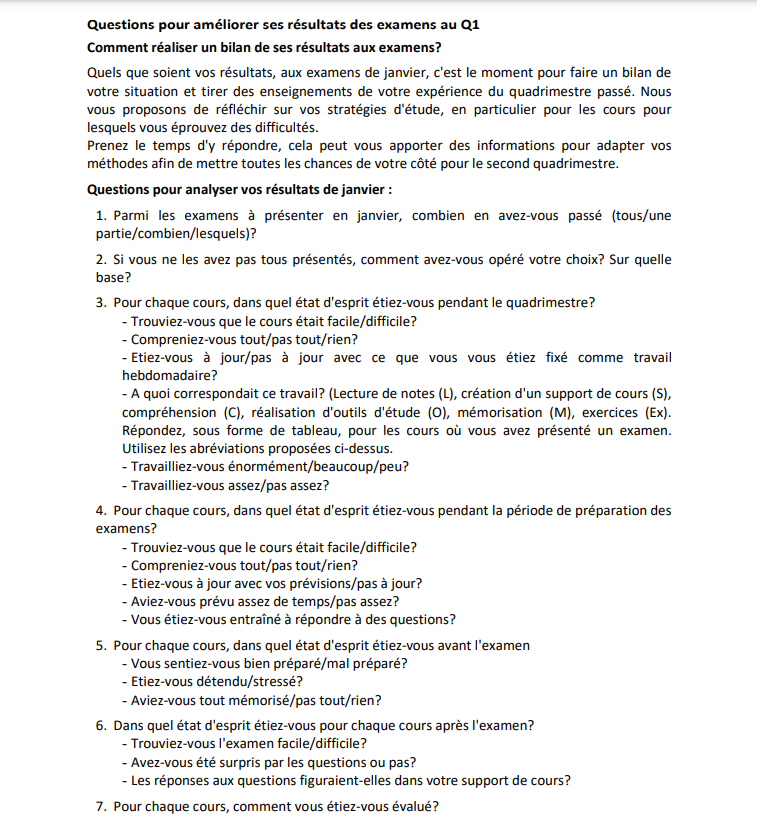 Questions pour améliorer ses résultats des examens au Q1
Comment réaliser un bilan de ses résultats aux examens?
Quels que soient vos résultats, aux examens de janvier, c'est le moment pour faire un bilan de
votre situation et tirer des enseignements de votre expérience du quadrimestre passé. Nous
vous proposons de réfléchir sur vos stratégies d'étude, en particulier pour les cours pour
lesquels vous éprouvez des difficultés.
Prenez le temps d'y répondre, cela peut vous apporter des informations pour adapter vos
méthodes afin de mettre toutes les chances de votre côté pour le second quadrimestre.
Questions pour analyser vos résultats de janvier :
1. Parmi les examens à présenter en janvier, combien en avez-vous passé (tous/une
partie/combien/lesquels)?
2. Si vous ne les avez pas tous présentés, comment avez-vous opéré votre choix? Sur quelle
base?
3. Pour chaque cours, dans quel état d'esprit étiez-vous pendant le quadrimestre?
- Trouviez-vous que le cours était facile/difficile?
- Compreniez-vous tout/pas tout/rien?
- Etiez-vous à jour/pas à jour avec ce que vous vous étiez fixé comme travail
hebdomadaire?
- A quoi correspondait ce travail? (Lecture de notes (L), création d'un support de cours (S),
compréhension (C), réalisation d'outils d'étude (O), mémorisation (M), exercices (Ex).
Répondez, sous forme de tableau, pour les cours où vous avez présenté un examen.
Utilisez les abréviations proposées ci-dessus.
- Travailliez-vous énormément/beaucoup/peu?
- Travailliez-vous assez/pas assez?
4. Pour chaque cours, dans quel état d'esprit étiez-vous pendant la période de préparation des
examens?
- Trouviez-vous que le cours était facile/difficile?
- Compreniez-vous tout/pas tout/rien?
- Etiez-vous à jour avec vos prévisions/pas à jour?
- Aviez-vous prévu assez de temps/pas assez?
- Vous étiez-vous entraîné à répondre à des questions?
5. Pour chaque cours, dans quel état d'esprit étiez-vous avant l'examen
- Vous sentiez-vous bien préparé/mal préparé?
- Etiez-vous détendu/stressé?
- Aviez-vous tout mémorisé/pas tout/rien?
6. Dans quel état d'esprit étiez-vous pour chaque cours après l'examen?
- Trouviez-vous l'examen facile/difficile?
- Avez-vous été surpris par les questions ou pas?
- Les réponses aux questions figuraient-elles dans votre support de cours?
7. Pour chaque cours, comment vous étiez-vous évalué?